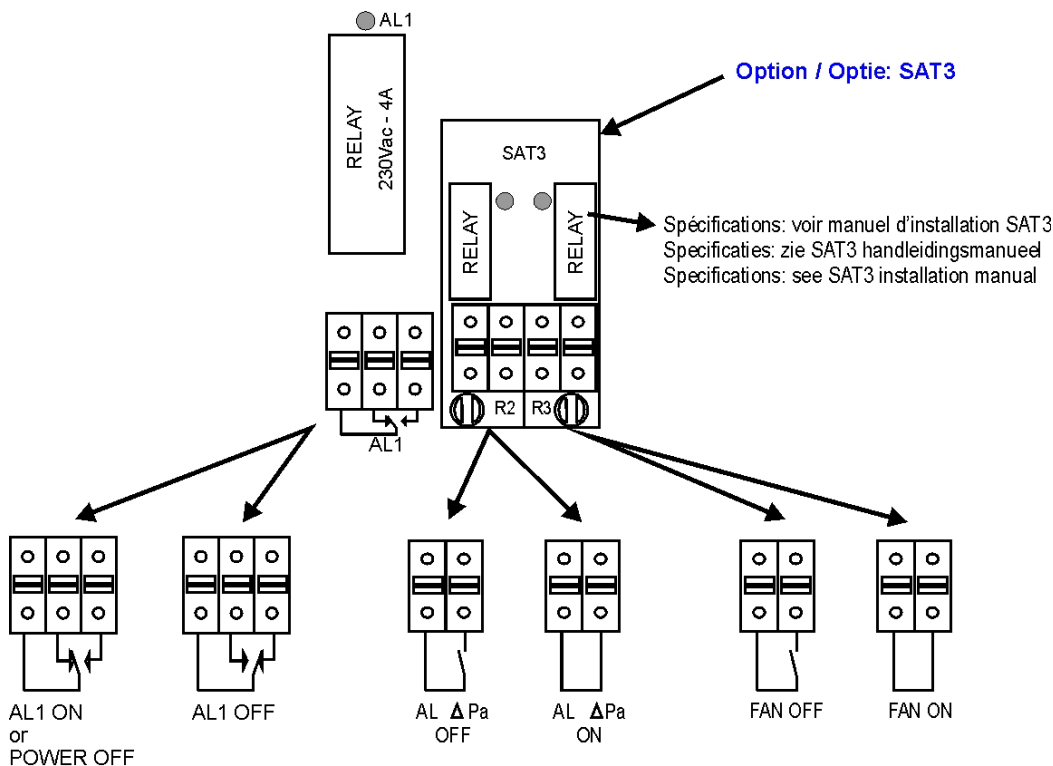 AL1
RELAY
230Vac - 4A
Option / Optie: SAT3
SAT3
RELAY
RELAY
Spécifications: voir manuel d'installation SAT3
Specificaties: zie SAT3 handleidingsmanueel
Specifications: see SAT3 installation manual
R2
R3
AL1
AL1 ON
or
POWER OFF
AL1 OFF
AL Δ Pa
OFF
AL ΔPa
ON
FAN OFF
FAN ON